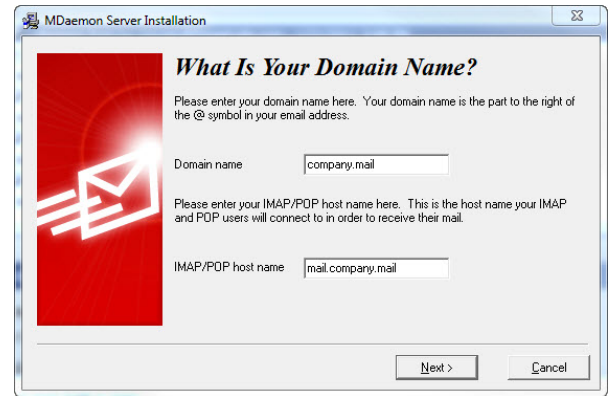 MDaemon Server Installation
What Is Your Domain Name?
Please enter your domain name here. Your domain name is the part to the right of
the @ symbol in your email address.
Domain name
company.mail
Please enter your IMAP/POP host name here. This is the host name your IMAP
and POP users will connect to in order to receive their mail.
IMAP/POP host name
mail.company.mail
Next >
Cancel